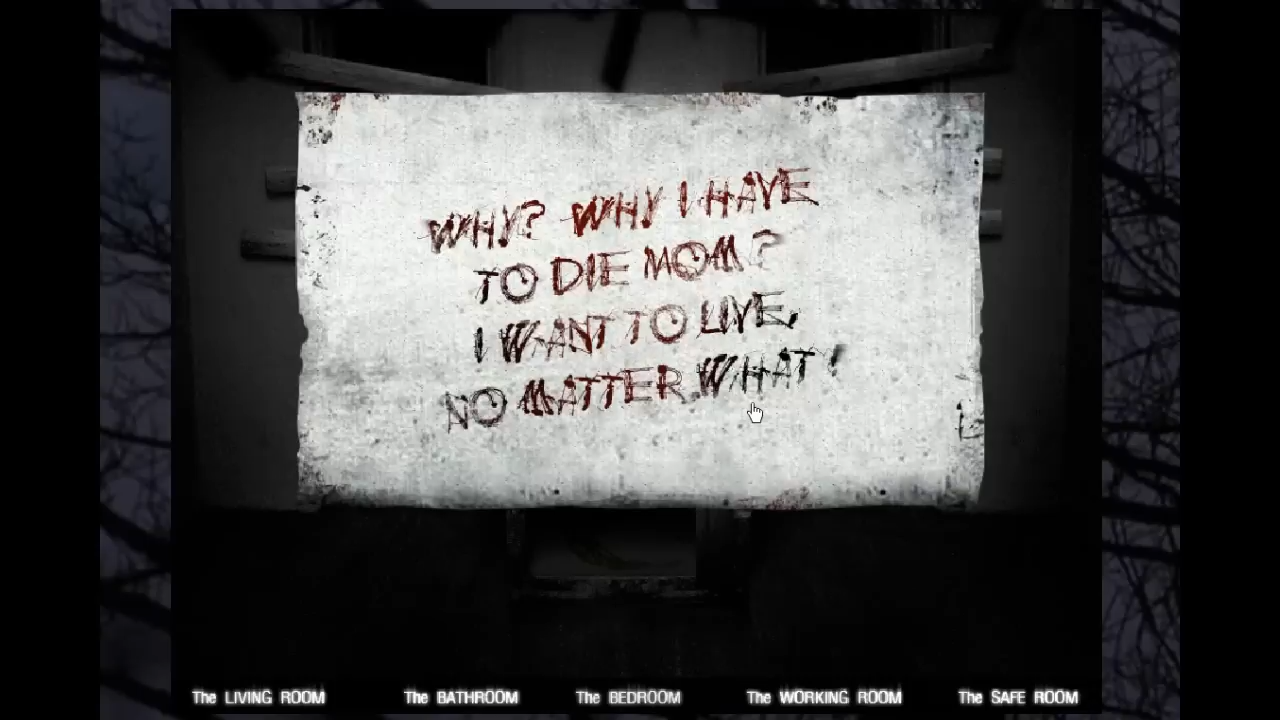 WHY? WHY I HAVE
TO DIE MOM?
I WANT TO LIVE,
NO MATTER WHAT!
The LIVING ROOM The BATHROOM The BEDROOM The WORKING ROOM The SAFE ROOM